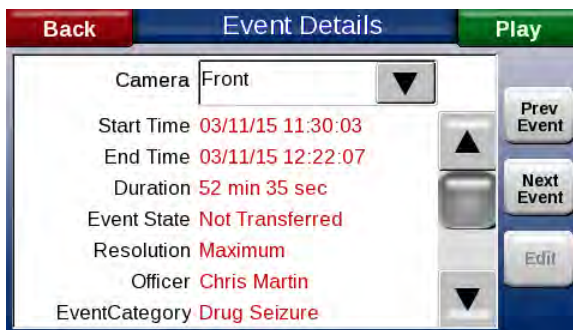 Back Event Details Play
Camera Front
Start Time 03/11/15 11:30:03
End Time 03/11/15 12:22:07
Duration 52 min 35 sec
Event State Not Transferred
Resolution Maximum
Officer Chris Martin
EventCategory Drug Seizure
Prev
Event
Next
Event
Edit